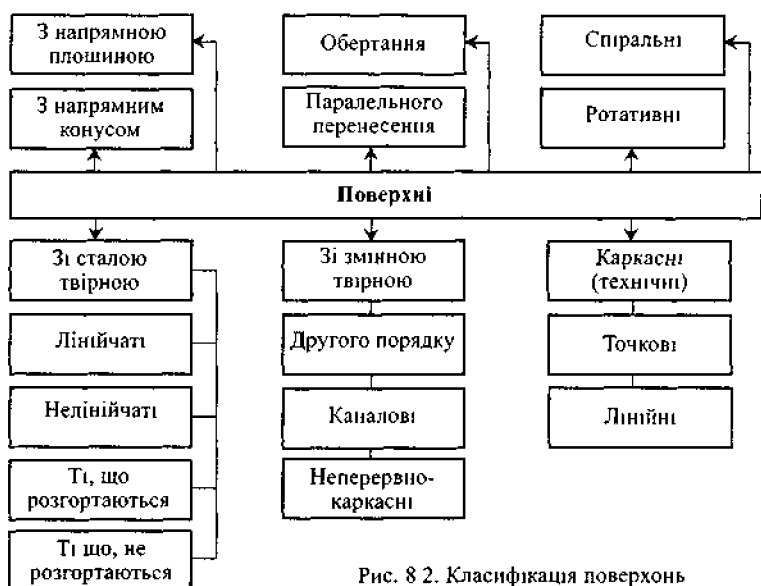 З напрямною
площиною
Обертання
Спіральні
З напрямним
конусом
Паралельного
перенесення
Ротативні
Поверхні
Зі сталою
твірною
Зі змінною
твірною
Каркасні
(технічні)
Лінійчаті
Другого порядку
Точкові
Нелінійчаті
Каналові
Лінійні
Ті, що
розгортаються
Неперервно-
каркасні
Ті що, не
розгортаються
Рис. 8 2. Класифікація поверхонь